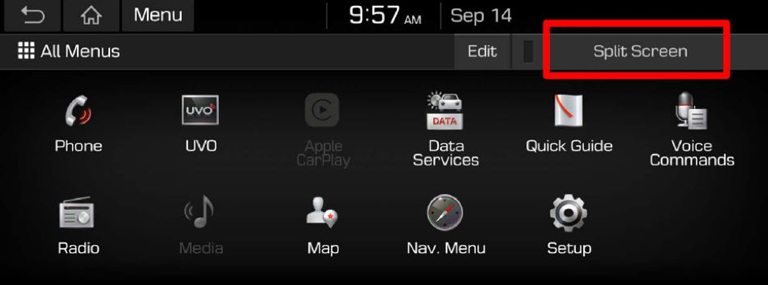 Menu
9:57 AM
Sep 14
All Menus
Edit
Split Screen
UVO
DATA
Phone
UVO
Apple
CarPlay
Data
Services
Quick Guide
Voice
Commands
Radio
Media
Map
Nav. Menu
Setup